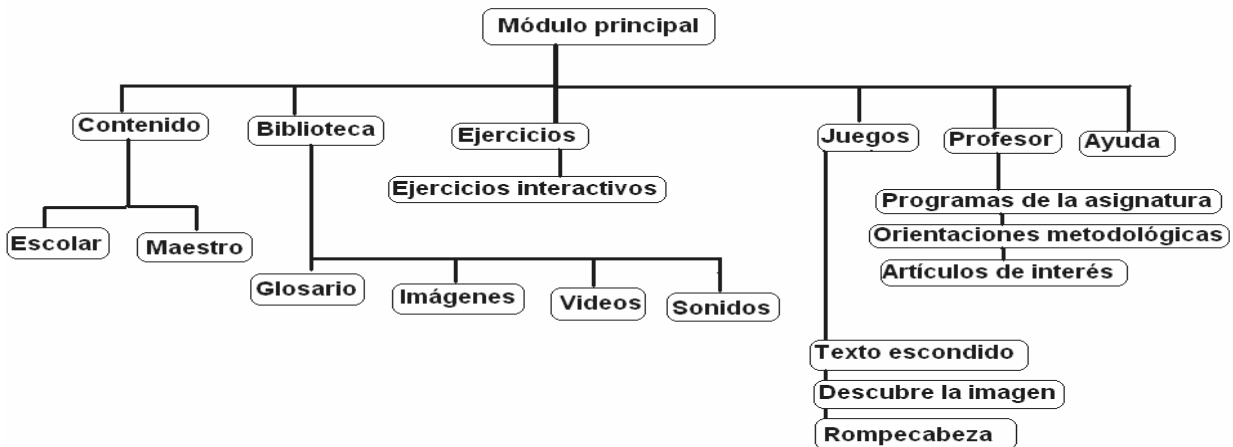 Módulo principal
Contenido
Biblioteca
Ejercicios
Juegos
Profesor
Ayuda
Ejercicios interactivos
Programas de la asignatura
Orientaciones metodológicas
Artículos de interés
Escolar
Maestro
Glosario
Imágenes
Videos
Sonidos
Texto escondido
Descubre la imagen
Rompecabeza